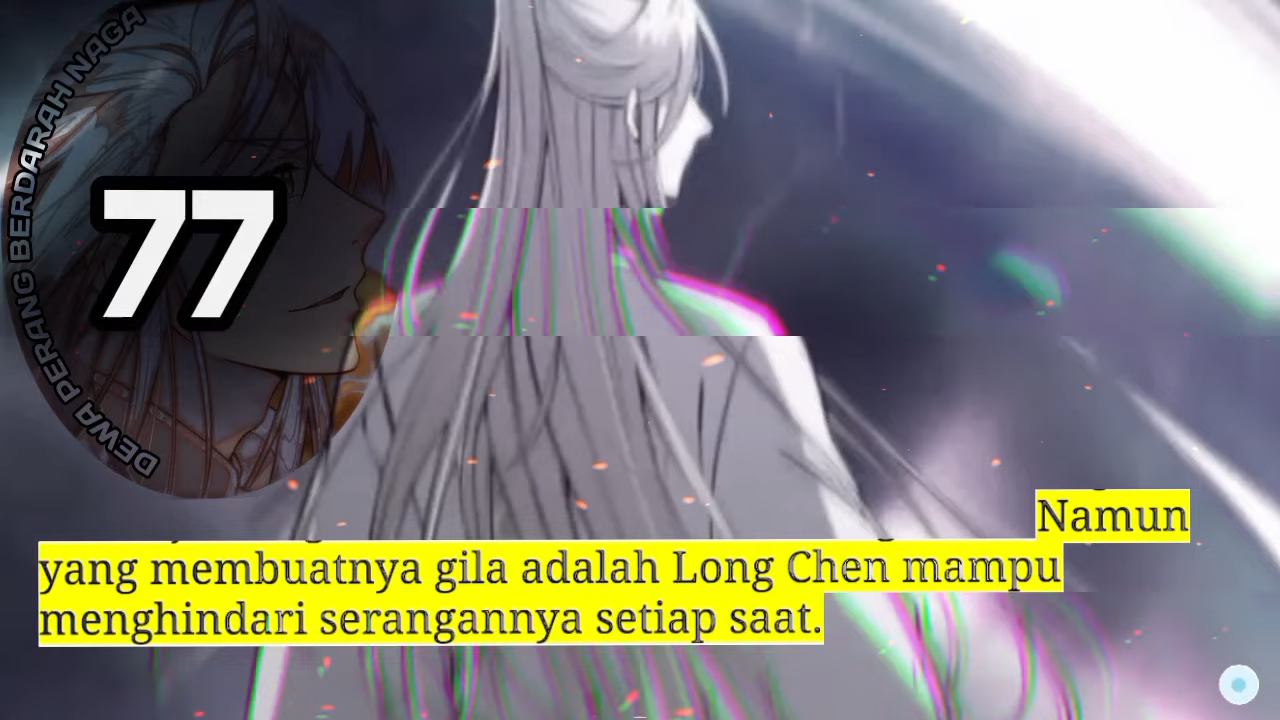 DEWA PERANG BERDARAH NAGA
77
Namun
yang membuatnya gila adalah Long Chen mampu
menghindari serangannya setiap saat.